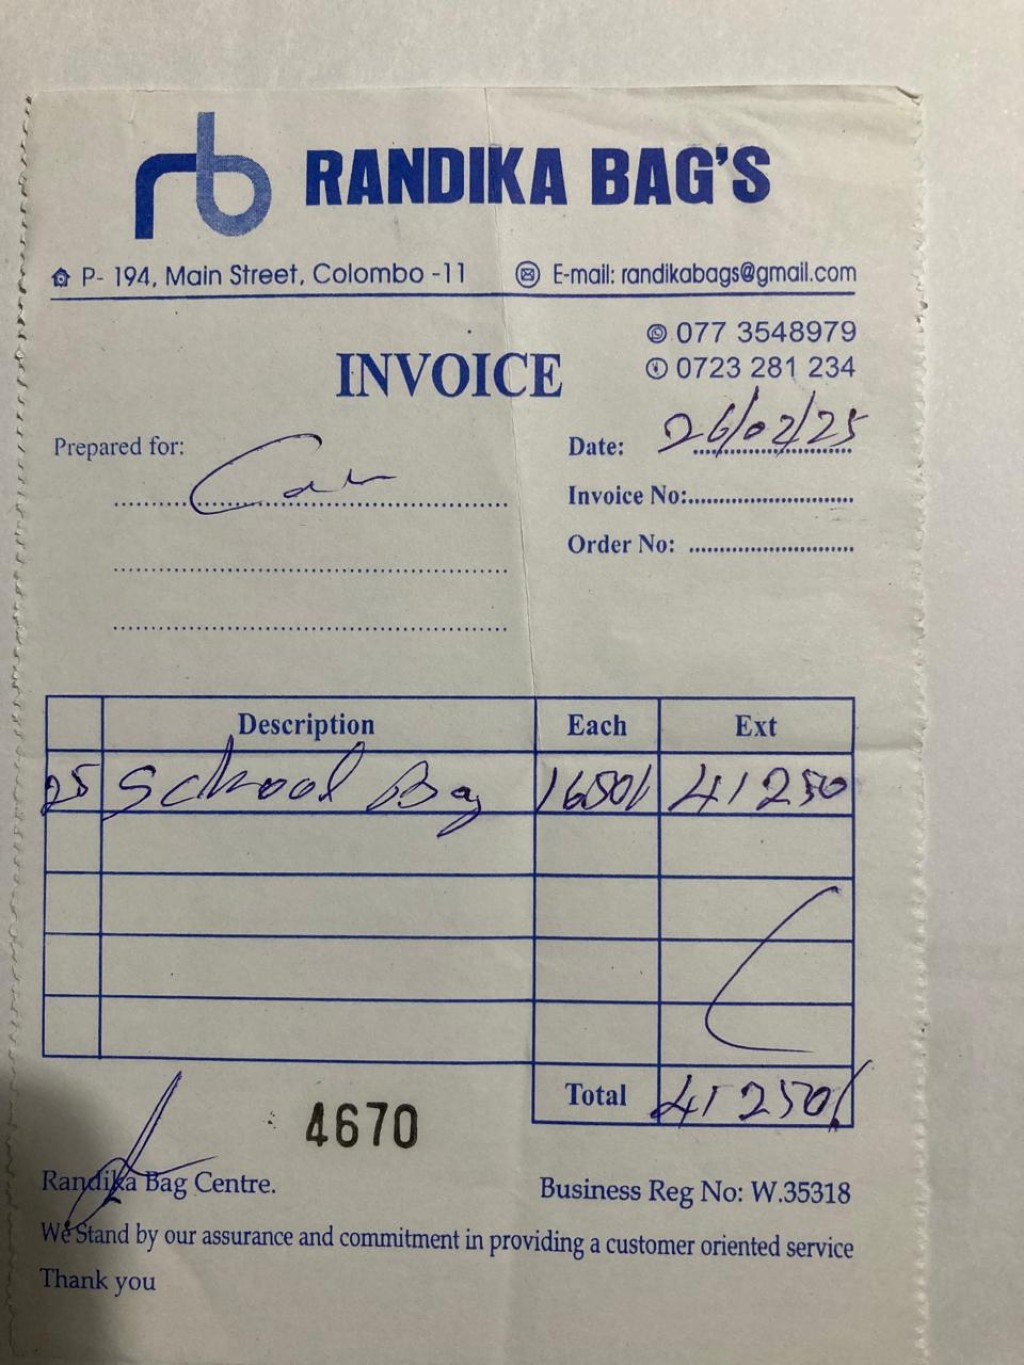 rb RANDIKA BAG'S
P- 194, Main Street, Colombo -11 E-mail: randikabags@gmail.com
077 3548979
INVOICE 0723 281 234
Prepared for: Date: 26/02/25
Invoice No:
Order No:
Description Each Ext
25 School Bag 1650/ 41250
Total 41250/
4670
Randika Bag Centre. Business Reg No: W.35318
We Stand by our assurance and commitment in providing a customer oriented service
Thank you